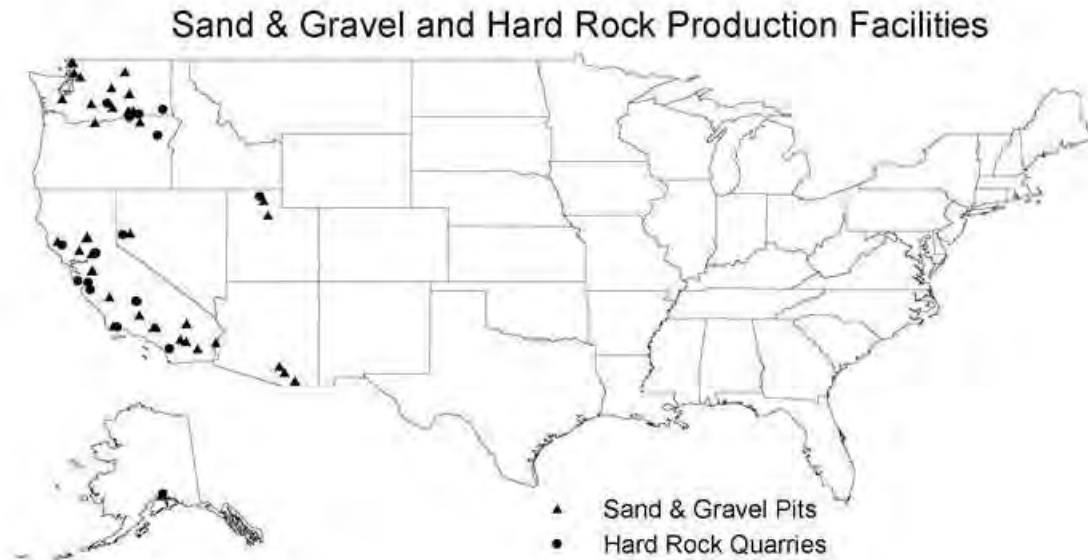 Sand & Gravel and Hard Rock Production Facilities
Sand & Gravel Pits
Hard Rock Quarries